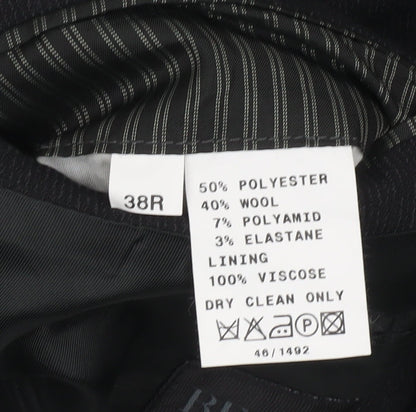 38R
50% POLYESTER
40% WOOL
7% POLYAMID
3% ELASTANE
LINING
100% VISCOSE
DRY CLEAN ONLY
P
46/1492